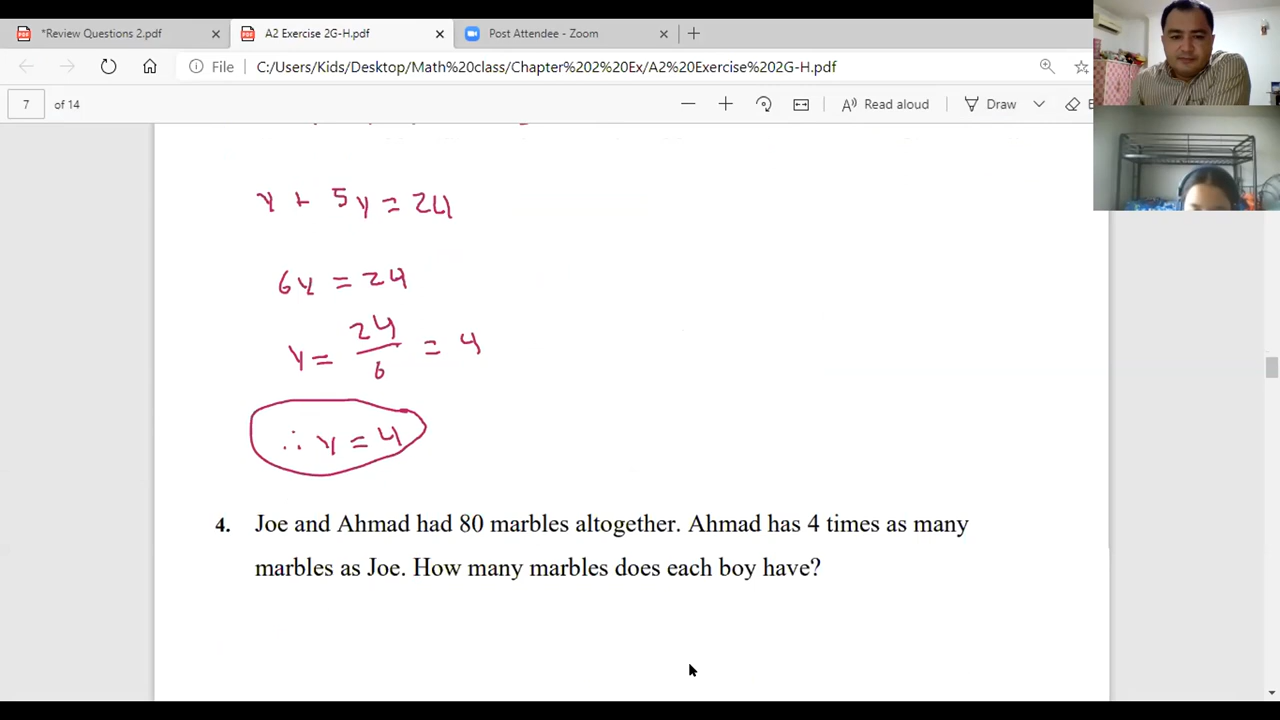 *Review Questions 2.pdf
A2 Exercise 2G-H.pdf
Post Attendee - Zoom
File
C:/Users/Kids/Desktop/Math%20class/Chapter%202%20Ex/A2%20Exercise%202G-H.pdf
7 of 14
Read aloud
Draw
y + 5y = 24
6y = 24
y = 24/6 = 4
∴ y = 4
4. Joe and Ahmad had 80 marbles altogether. Ahmad has 4 times as many
marbles as Joe. How many marbles does each boy have?